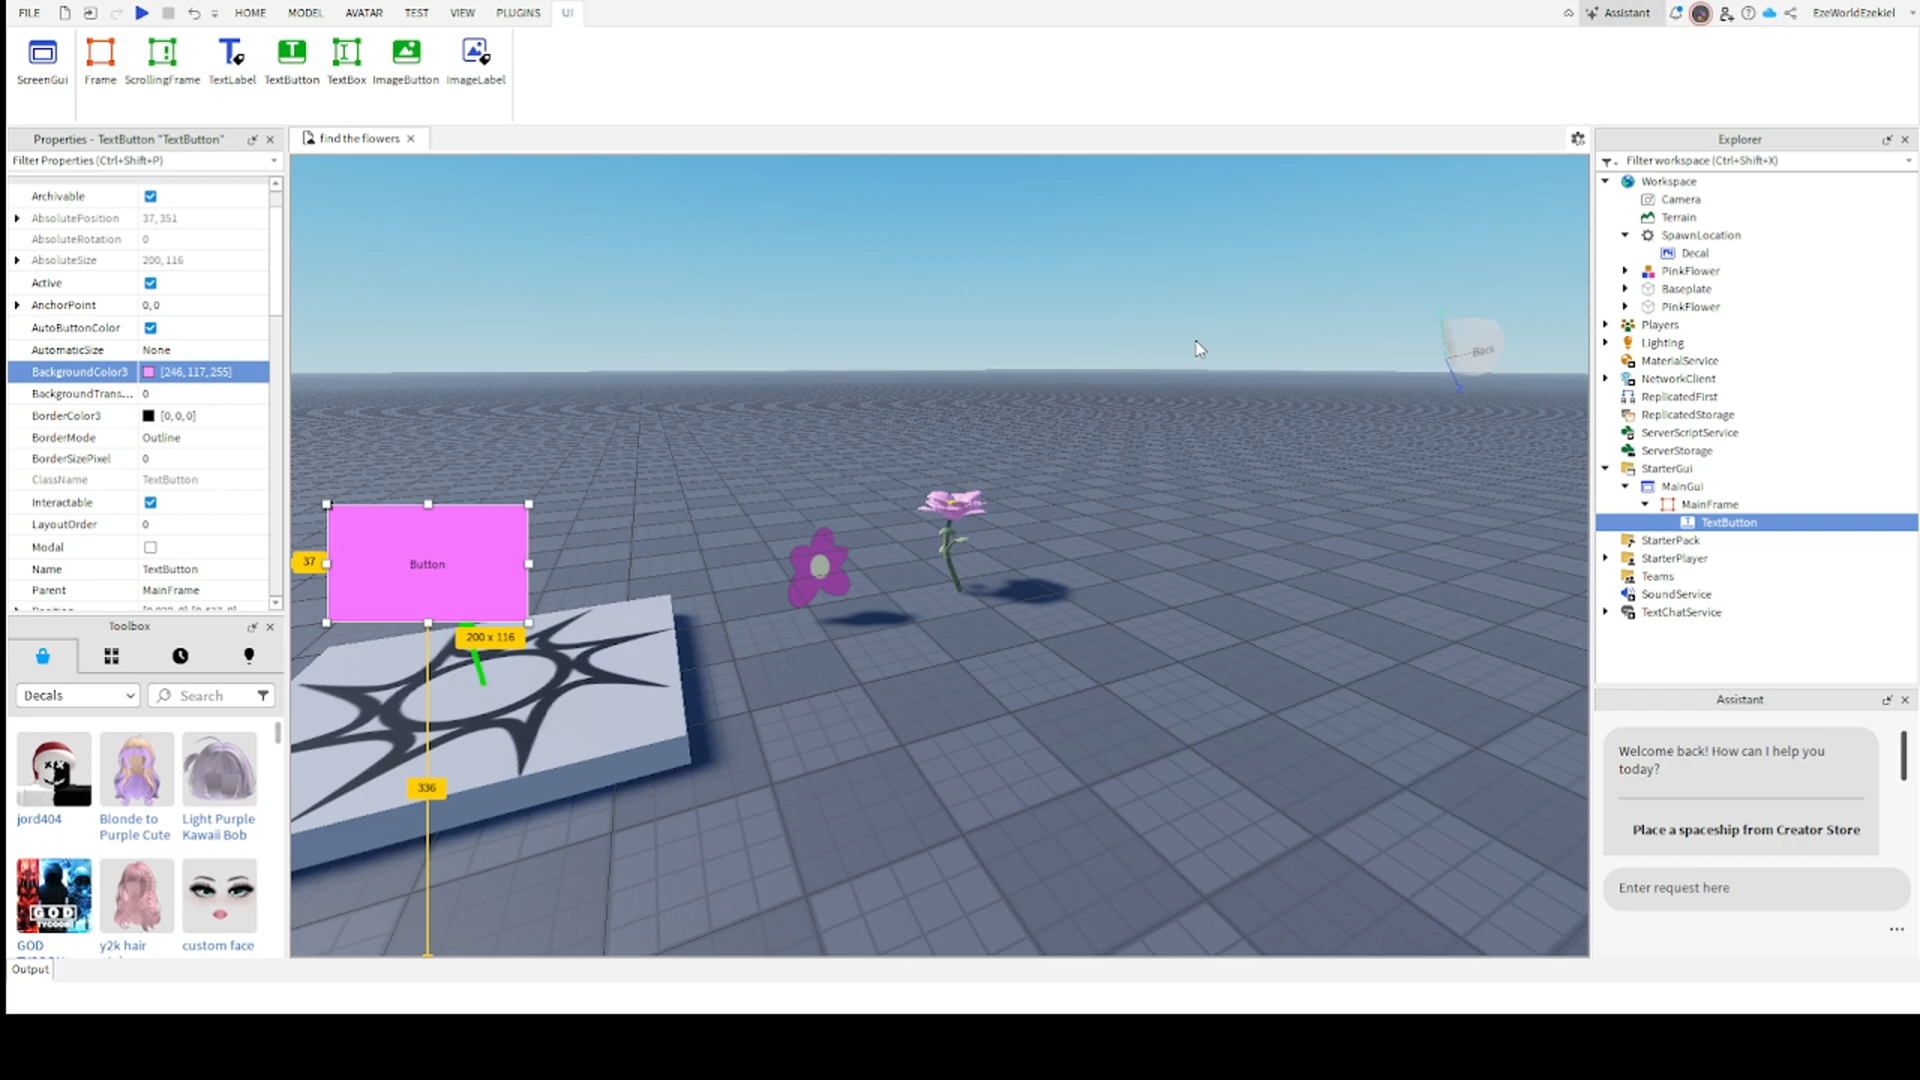 FILE HOME MODEL AVATAR TEST VIEW PLUGINS UI Assistant EzeWorldEzekiel
ScreenGui Frame ScrollingFrame TextLabel TextButton TextBox ImageButton ImageLabel
Properties - TextButton "TextButton"
Filter Properties (Ctrl+Shift+P)
Archivable
AbsolutePosition 37, 351
AbsoluteRotation 0
AbsoluteSize 200, 116
Active
AnchorPoint 0, 0
AutoButtonColor
AutomaticSize None
BackgroundColor3 [246, 117, 255]
BackgroundTrans... 0
BorderColor3 [0, 0, 0]
BorderMode Outline
BorderSizePixel 0
ClassName TextButton
Interactable
LayoutOrder 0
Modal
Name TextButton
Parent MainFrame
Toolbox
Decals
Search
jord404
Blonde to
Purple Cute
Light Purple
Kawaii Bob
GOD
GOD
y2k hair
custom face
Output
find the flowers
Back
Button
37
200 x 116
336
Explorer
Filter workspace (Ctrl+Shift+X)
Workspace
Camera
Terrain
SpawnLocation
Decal
PinkFlower
Baseplate
PinkFlower
Players
Lighting
MaterialService
NetworkClient
ReplicatedFirst
ReplicatedStorage
ServerScriptService
ServerStorage
StarterGui
MainGui
MainFrame
TextButton
StarterPack
StarterPlayer
Teams
SoundService
TextChatService
Assistant
Welcome back! How can I help you
today?
Place a spaceship from Creator Store
Enter request here